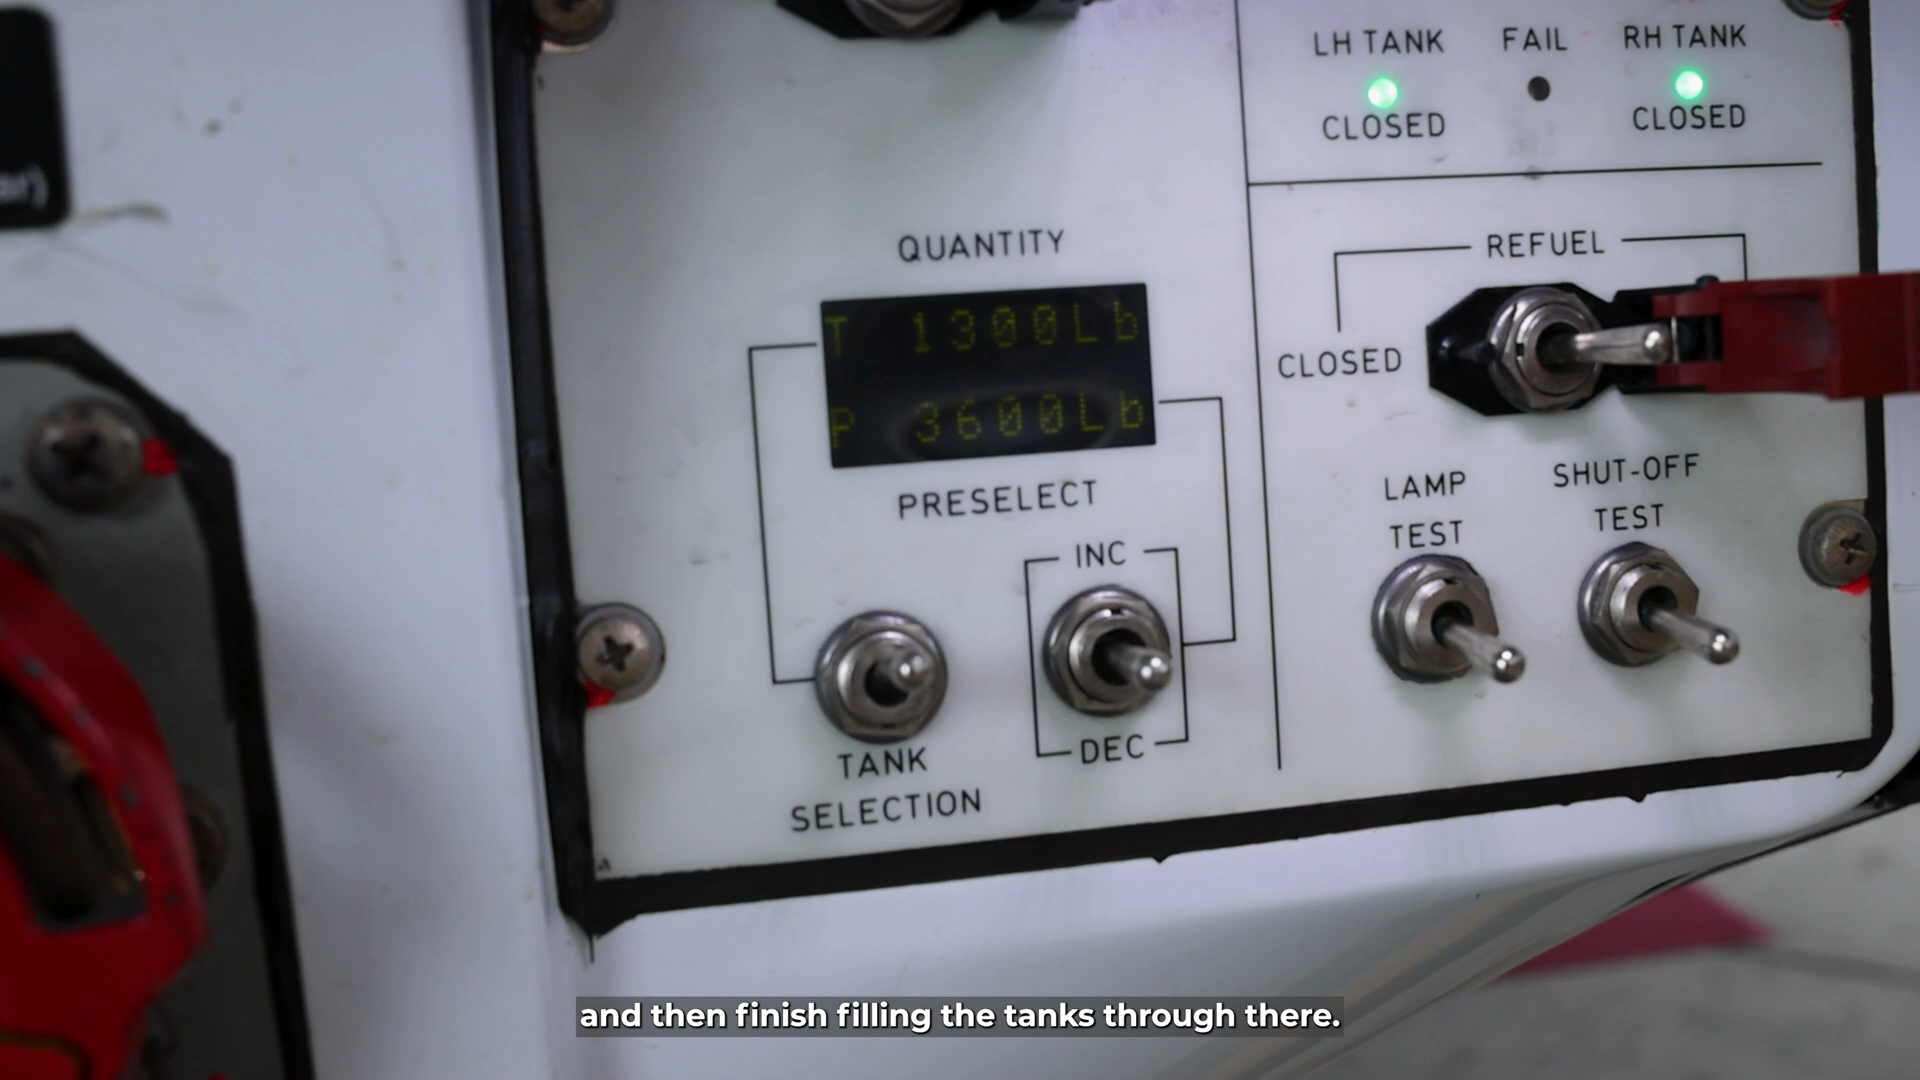 LH TANK FAIL RH TANK
CLOSED CLOSED
QUANTITY
REFUEL
T 1300Lb
CLOSED
P 3600Lb
PRESELECT
LAMP TEST
SHUT-OFF TEST
INC
DEC
TANK
SELECTION
and then finish filling the tanks through there.